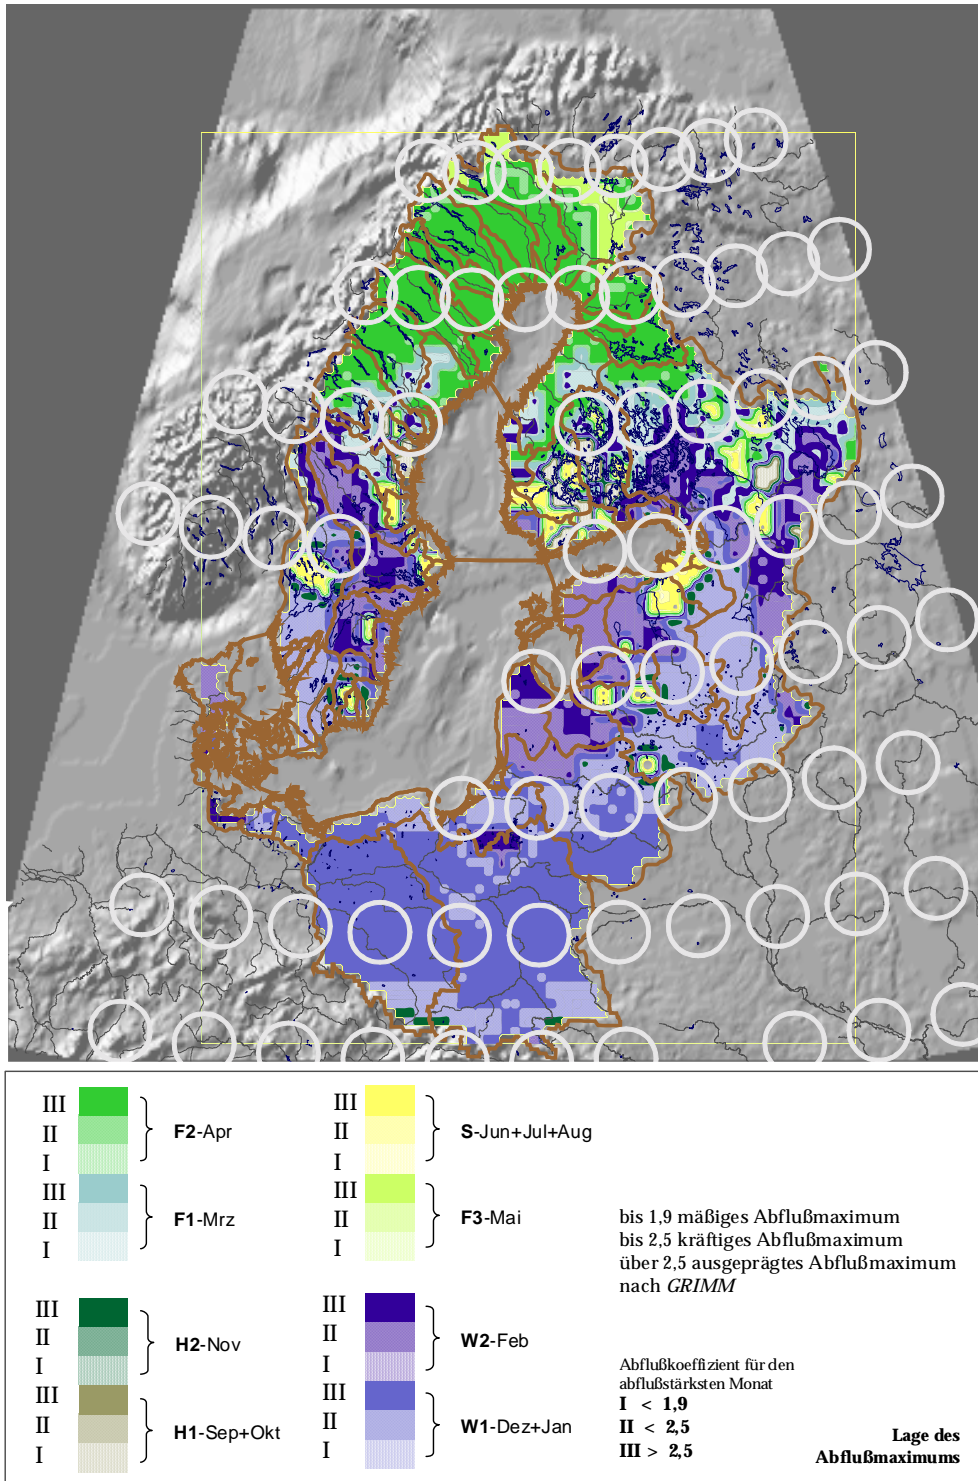 III
II
I
F2-Apr
III
II
I
F1-Mrz
III
II
I
S-Jun+Jul+Aug
III
II
I
F3-Mai
bis 1,9 mäßiges Abflußmaximum
bis 2,5 kräftiges Abflußmaximum
über 2,5 ausgeprägtes Abflußmaximum
nach GRIMM
III
II
I
H2-Nov
III
II
I
H1-Sep+Okt
III
II
I
W2-Feb
III
II
I
W1-Dez+Jan
Abflußkoeffizient für den
abflußstärksten Monat
I < 1,9
II < 2,5
III > 2,5
Lage des
Abflußmaximums